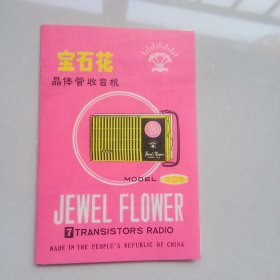 宝石花
晶体管收音机
MODEL
JEWEL FLOWER
7 TRANSISTORS RADIO
MADE IN THE PEOPLE'S REPUBLIC OF CHINA